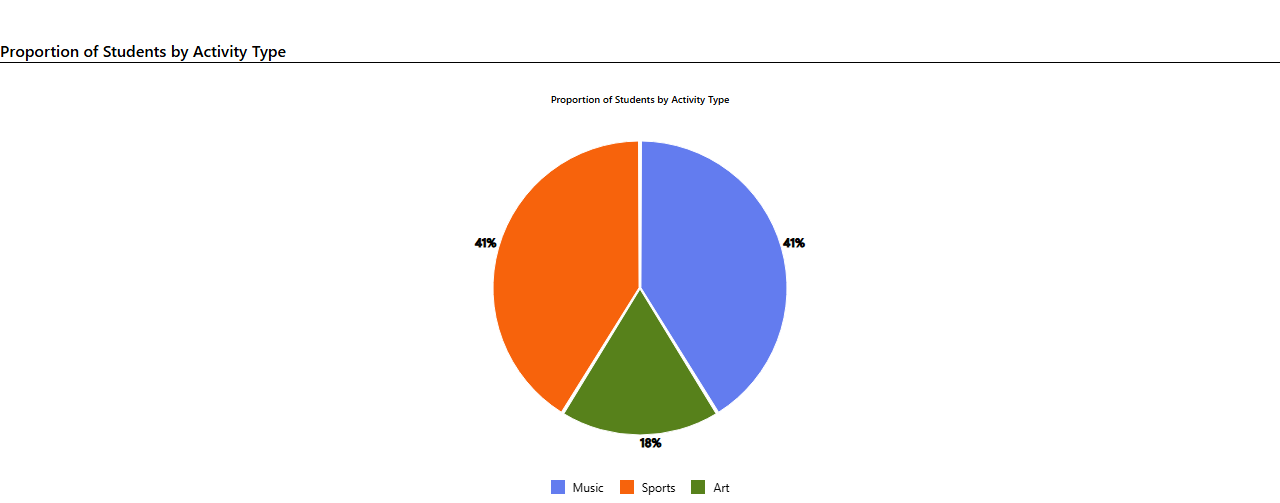 Proportion of Students by Activity Type
Proportion of Students by Activity Type
41%
41%
18%
Music
Sports
Art